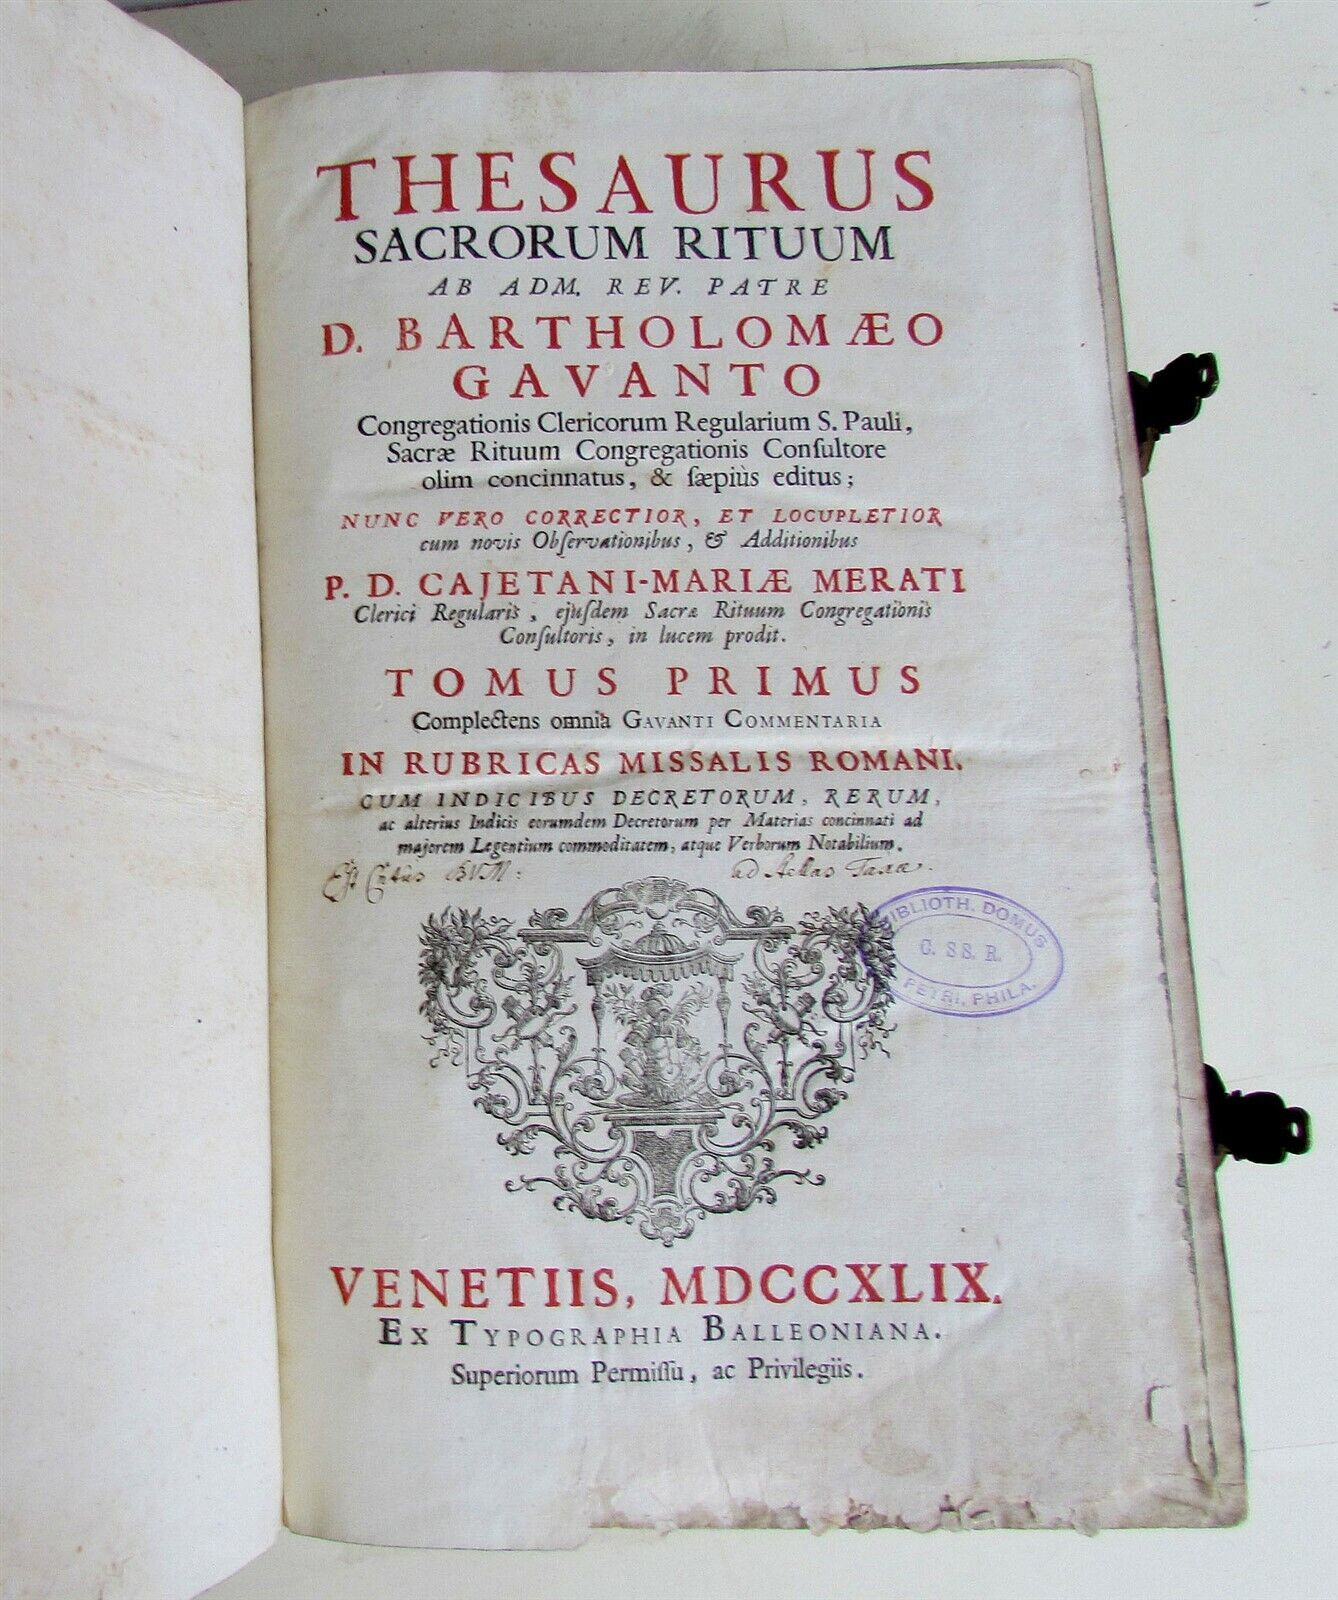 THESAURUS
SACRORUM RITUUM
AB ADM. REV. PATRE
D. BARTHOLOMÆO
GAVANTO
Congregationis Clericorum Regularium S. Pauli,
Sacræ Rituum Congregationis Conſultore
olim concinnatus, & ſæpiùs editus;
NUNC VERO CORRECTIOR, ET LOCUPLETIOR
cum novis Obſervationibus, & Additionibus
P. D. CAJETANI-MARIÆ MERATI
Clerici Regularis, ejuſdem Sacræ Rituum Congregationis
Conſultoris, in lucem prodit.
TOMUS PRIMUS
Complectens omnia GAVANTI COMMENTARIA
IN RUBRICAS MISSALIS ROMANI.
CUM INDICIBUS DECRETORUM, RERUM,
ac alterius Indicis eorumdem Decretorum per Materias concinnati ad
majorem Legentium commoditatem, atque Verborum Notabilium.
Est BVM: ad
BIBLIOTH. DOMUS
C. SS. R.
PETRI, PHILA.
VENETIIS, MDCCXLIX.
EX TYPOGRAPHIA BALLEONIANA.
Superiorum Permiſſu, ac Privilegiis.